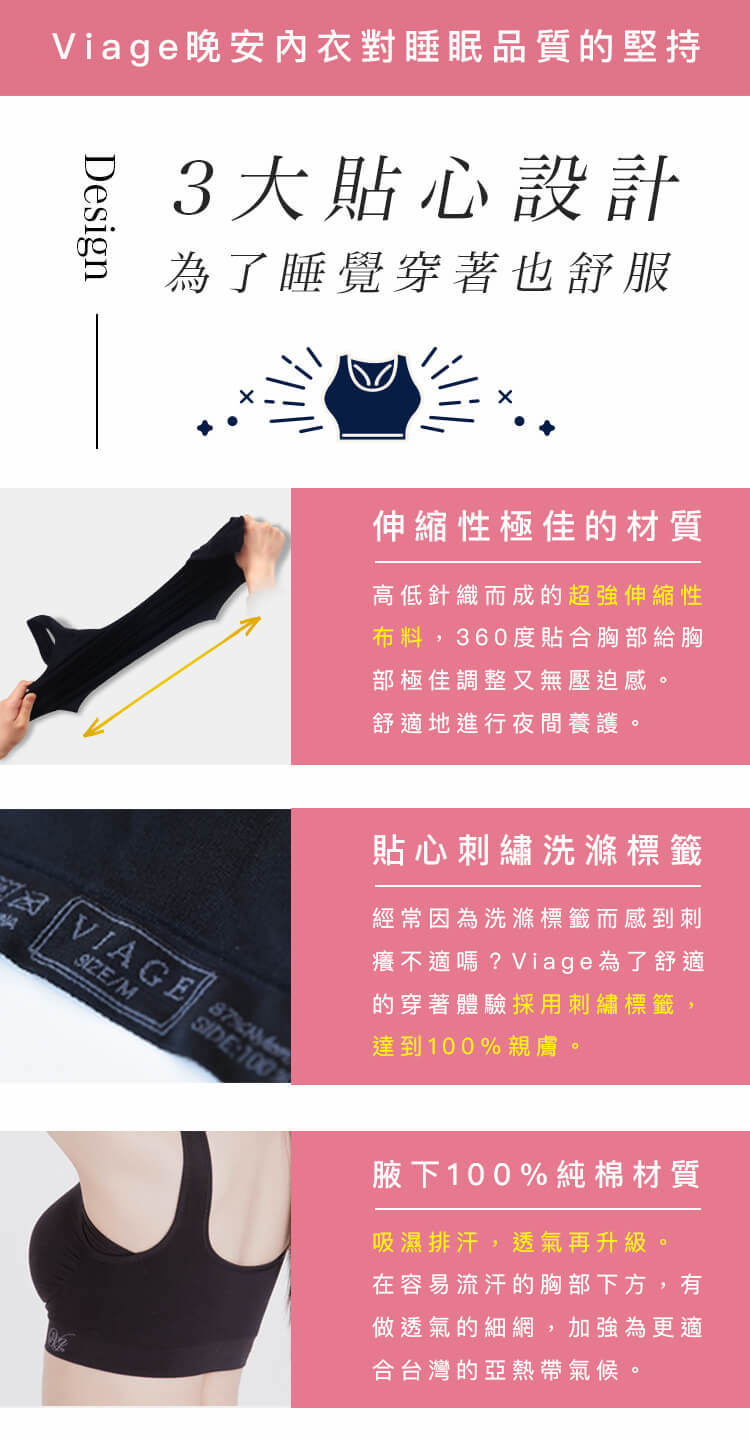 Viage晚安內衣對睡眠品質的堅持
Design
3大貼心設計
為了睡覺穿著也舒服
伸縮性極佳的材質
高低針織而成的超強伸縮性
布料，360度貼合胸部給胸
部極佳調整又無壓迫感。
舒適地進行夜間養護。
貼心刺繡洗滌標籤
VIAGE
SIZE/M
經常因為洗滌標籤而感到刺
癢不適嗎？Viage為了舒適
的穿著體驗採用刺繡標籤，
達到100%親膚。
腋下100%純棉材質
吸濕排汗，透氣再升級。
在容易流汗的胸部下方，有
做透氣的細網，加強為更適
合台灣的亞熱帶氣候。